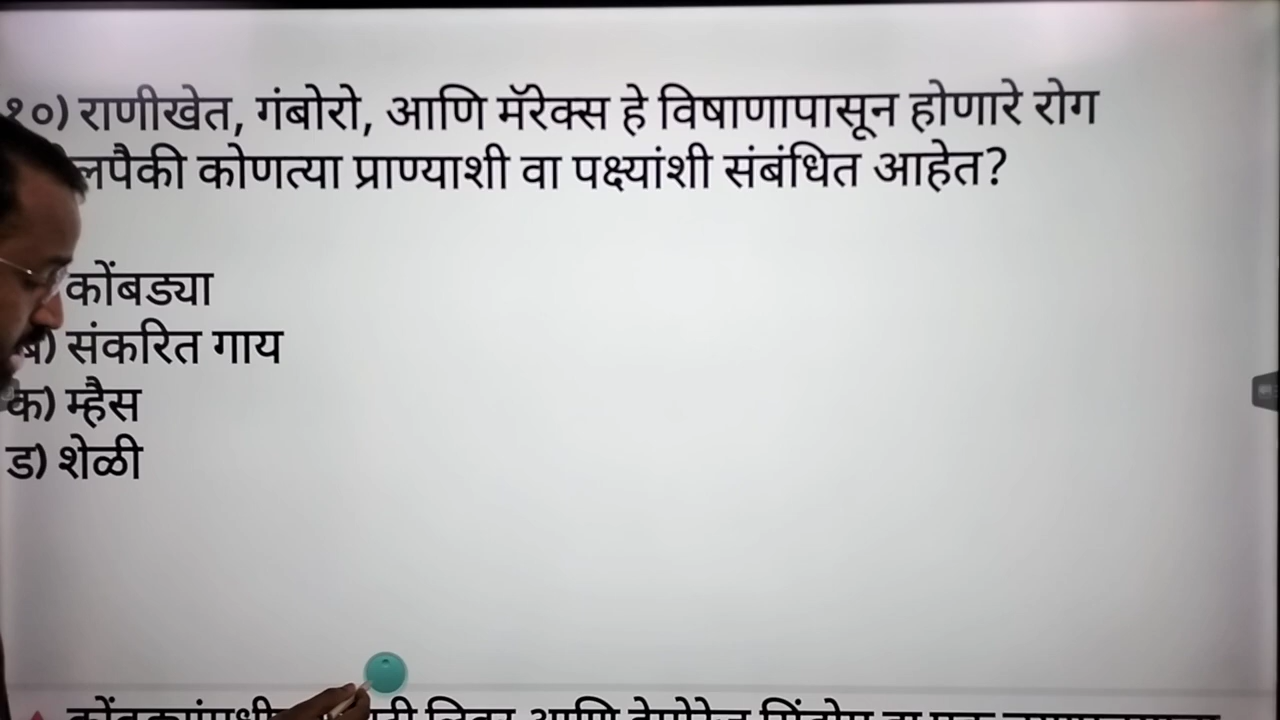 १०) राणीखेत, गंबोरो, आणि मॅरेक्स हे विषाणापासून होणारे रोग
लपैकी कोणत्या प्राण्याशी वा पक्ष्यांशी संबंधित आहेत?
कोंबड्या
ब) संकरित गाय
क) म्हैस
ड) शेळी